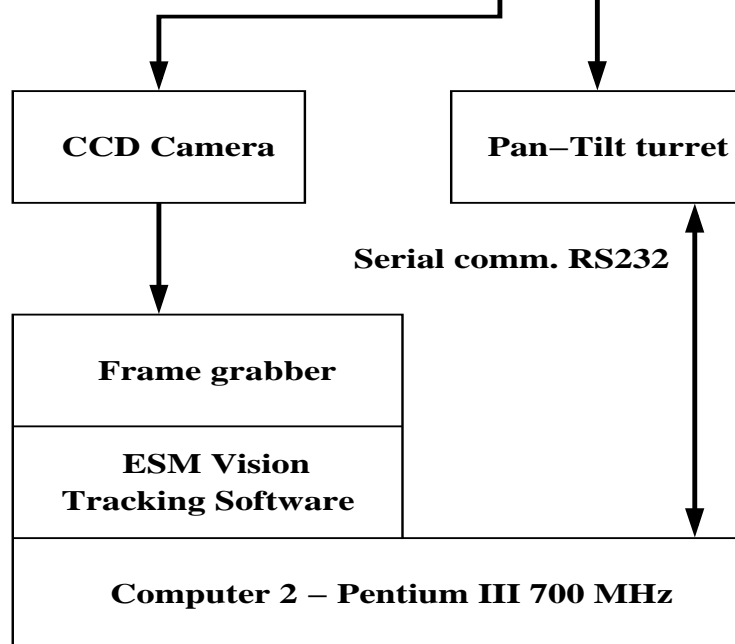 CCD Camera
Pan–Tilt turret
Serial comm. RS232
Frame grabber
ESM Vision
Tracking Software
Computer 2 – Pentium III 700 MHz